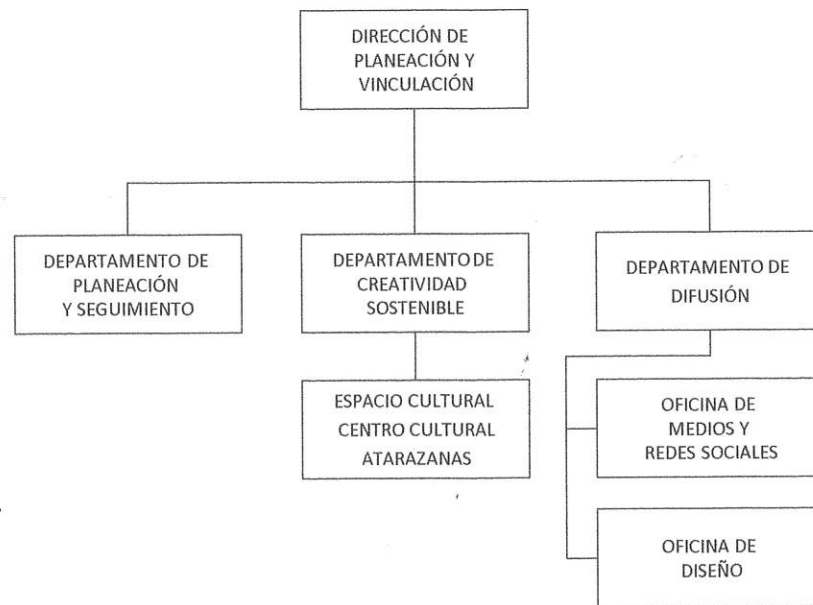 DIRECCIÓN DE
PLANEACIÓN Y
VINCULACIÓN
DEPARTAMENTO DE
PLANEACIÓN
Y SEGUIMIENTO
DEPARTAMENTO DE
CREATIVIDAD
SOSTENIBLE
DEPARTAMENTO DE
DIFUSIÓN
ESPACIO CULTURAL
CENTRO CULTURAL
ATARAZANAS
OFICINA DE
MEDIOS Y
REDES SOCIALES
OFICINA DE
DISEÑO